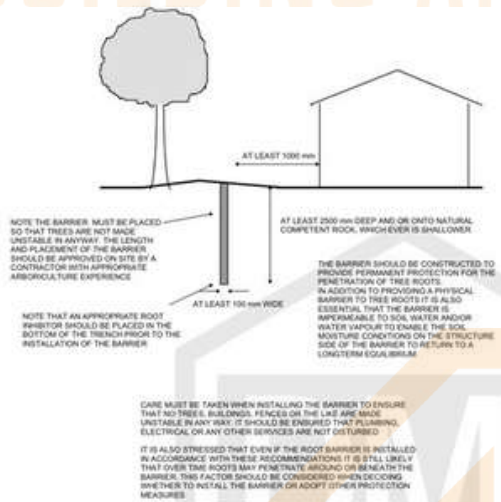 BUILDING
AT LEAST 1000 mm
NOTE THE BARRIER MUST BE PLACED
SO THAT TREES ARE NOT MADE
UNSTABLE IN ANYWAY. THE LENGTH
AND PLACEMENT OF THE BARRIER
SHOULD BE APPROVED ON SITE BY A
CONTRACTOR WITH APPROPRIATE
ARBORICULTURE EXPERIENCE
AT LEAST 2500 mm DEEP AND OR ONTO NATURAL
COMPETENT ROCK, WHICH EVER IS SHALLOWER
THE BARRIER SHOULD BE CONSTRUCTED TO
PROVIDE PERMANENT PROTECTION FOR THE
PENETRATION OF TREE ROOTS.
IN ADDITION TO PROVIDING A PHYSICAL
BARRIER TO TREE ROOTS IT IS ALSO
ESSENTIAL THAT THE BARRIER IS
IMPERMEABLE TO SOIL WATER AND/OR
WATER VAPOUR TO ENABLE THE SOIL
MOISTURE CONDITIONS ON THE STRUCTURE
SIDE OF THE BARRIER TO RETURN TO A
LONGTERM EQUILIBRIUM
AT LEAST 100 mm WIDE
NOTE THAT AN APPROPRIATE ROOT
INHIBITOR SHOULD BE PLACED IN THE
BOTTOM OF THE TRENCH PRIOR TO THE
INSTALLATION OF THE BARRIER
CARE MUST BE TAKEN WHEN INSTALLING THE BARRIER TO ENSURE
THAT NO TREES, BUILDINGS, FENCES OR THE LIKE ARE MADE
UNSTABLE IN ANY WAY. IT SHOULD BE ENSURED THAT PLUMBING,
ELECTRICAL OR ANY OTHER SERVICES ARE NOT DISTURBED
IT IS ALSO STRESSED THAT EVEN IF THE ROOT BARRIER IS INSTALLED
IN ACCORDANCE WITH THESE RECOMMENDATIONS IT IS STILL LIKELY
THAT OVER TIME ROOTS MAY PENETRATE AROUND OR BENEATH THE
BARRIER. THIS FACTOR SHOULD BE CONSIDERED WHEN DECIDING
WHETHER TO INSTALL THE BARRIER OR ADOPT OTHER PROTECTION
MEASURES